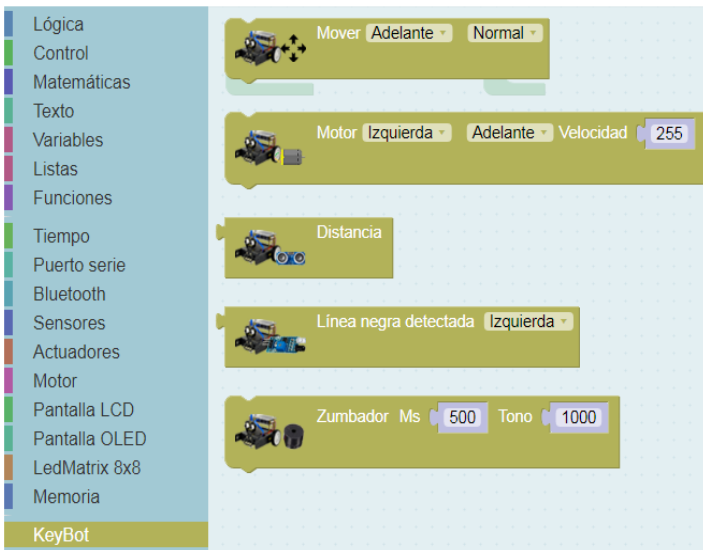 Lógica
Control
Matemáticas
Texto
Variables
Listas
Funciones
Tiempo
Puerto serie
Bluetooth
Sensores
Actuadores
Motor
Pantalla LCD
Pantalla OLED
LedMatrix 8x8
Memoria
KeyBot
Mover Adelante Normal
Motor Izquierda Adelante Velocidad 255
Distancia
Línea negra detectada Izquierda
Zumbador Ms 500 Tono 1000